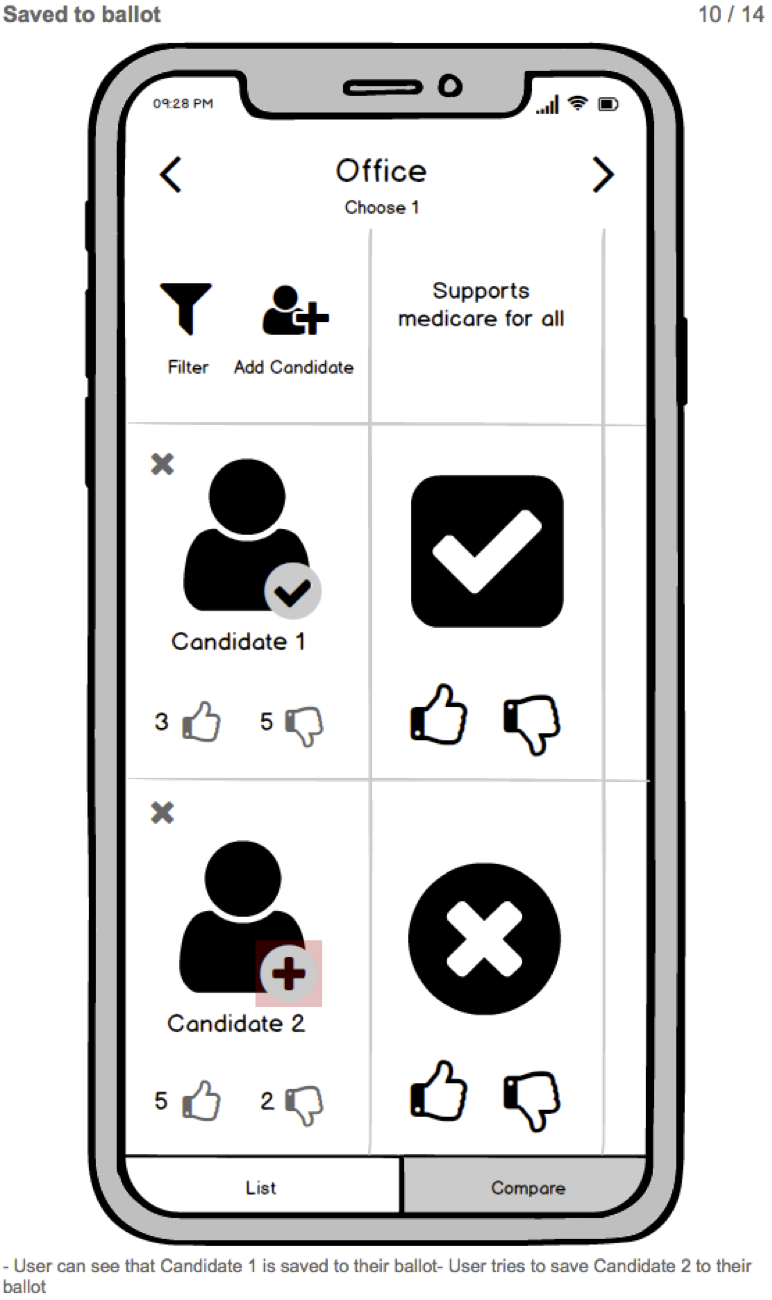 Saved to ballot
10 / 14
09:28 PM
Office
Choose 1
Filter
Add Candidate
Supports
medicare for all
Candidate 1
3
5
Candidate 2
5
2
List
Compare
- User can see that Candidate 1 is saved to their ballot- User tries to save Candidate 2 to their
ballot